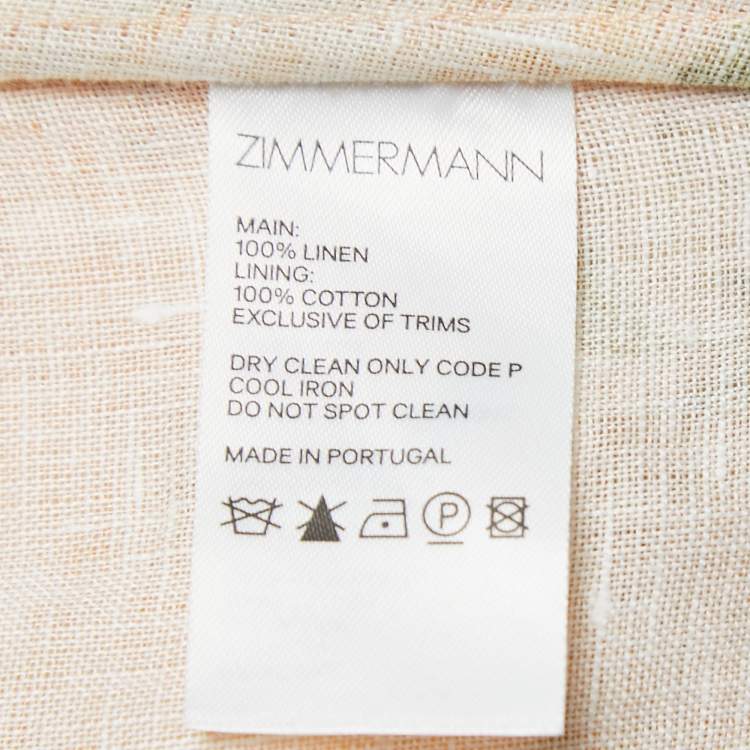 ZIMMERMANN
MAIN:
100% LINEN
LINING:
100% COTTON
EXCLUSIVE OF TRIMS
DRY CLEAN ONLY CODE P
COOL IRON
DO NOT SPOT CLEAN
MADE IN PORTUGAL
P